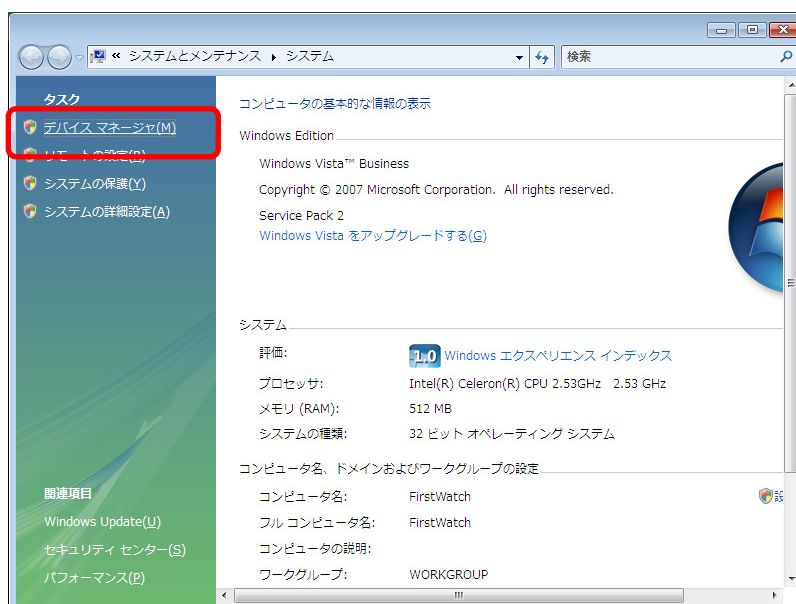 « システムとメンテナンス ▸ システム
検索
タスク
デバイス マネージャ(M)
リモートの設定(R)
システムの保護(Y)
システムの詳細設定(A)
関連項目
Windows Update(U)
セキュリティ センター(S)
パフォーマンス(P)
コンピュータの基本的な情報の表示
Windows Edition
Windows Vista™ Business
Copyright © 2007 Microsoft Corporation. All rights reserved.
Service Pack 2
Windows Vista をアップグレードする(G)
システム
評価: 1.0 Windows エクスペリエンス インデックス
プロセッサ: Intel(R) Celeron(R) CPU 2.53GHz 2.53 GHz
メモリ (RAM): 512 MB
システムの種類: 32 ビット オペレーティング システム
コンピュータ名、ドメインおよびワークグループの設定
コンピュータ名: FirstWatch 設
フル コンピュータ名: FirstWatch
コンピュータの説明:
ワークグループ: WORKGROUP